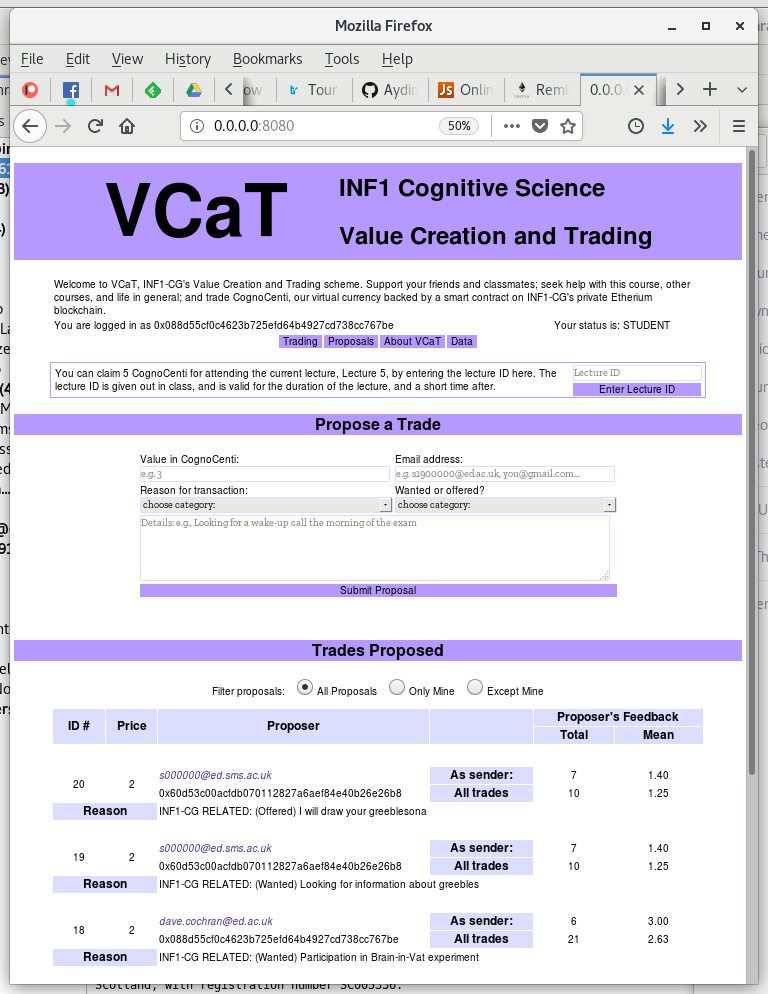 Mozilla Firefox
File Edit View History Bookmarks Tools Help
Tour Aydin Onlin Remi 0.0.0.
0.0.0.0:8080 50%
VCaT
INF1 Cognitive Science
Value Creation and Trading
Welcome to VCaT, INF1-CG's Value Creation and Trading scheme. Support your friends and classmates; seek help with this course, other
courses, and life in general; and trade CognoCenti, our virtual currency backed by a smart contract on INF1-CG's private Etherium
blockchain.
You are logged in as 0x088d55cf0c4623b725efd64b4927cd738cc767be Your status is: STUDENT
Trading Proposals About VCaT Data
You can claim 5 CognoCenti for attending the current lecture, Lecture 5, by entering the lecture ID here. The
lecture ID is given out in class, and is valid for the duration of the lecture, and a short time after.
Lecture ID
Enter Lecture ID
Propose a Trade
Value in CognoCenti: Email address:
e.g. 3 e.g. s1900000@ed.ac.uk, you@gmail.com...
Reason for transaction: Wanted or offered?
choose category: choose category:
Details: e.g., Looking for a wake-up call the morning of the exam
Submit Proposal
Trades Proposed
Filter proposals: All Proposals Only Mine Except Mine
ID # Price Proposer Proposer's Feedback
Total Mean
20 2 s000000@ed.sms.ac.uk As sender: 7 1.40
0x60d53c00acfdb070112827a6aef84e40b26e26b8 All trades 10 1.25
Reason INF1-CG RELATED: (Offered) I will draw your greeblesona
19 2 s000000@ed.sms.ac.uk As sender: 7 1.40
0x60d53c00acfdb070112827a6aef84e40b26e26b8 All trades 10 1.25
Reason INF1-CG RELATED: (Wanted) Looking for information about greebles
18 2 dave.cochran@ed.ac.uk As sender: 6 3.00
0x088d55cf0c4623b725efd64b4927cd738cc767be All trades 21 2.63
Reason INF1-CG RELATED: (Wanted) Participation in Brain-in-Vat experiment
Scotland, with registration number SC005336.